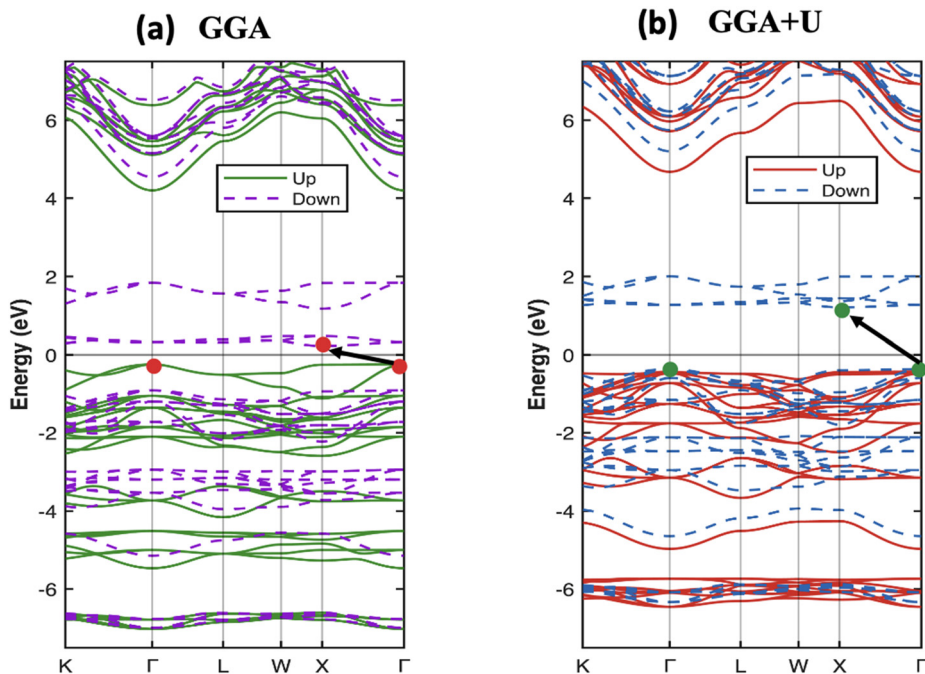 (a) GGA
(b) GGA+U
Energy (eV)
6
4
2
0
-2
-4
-6
Up
Down
K Γ L W X Γ
Energy (eV)
6
4
2
0
-2
-4
-6
Up
Down
K Γ L W X Γ